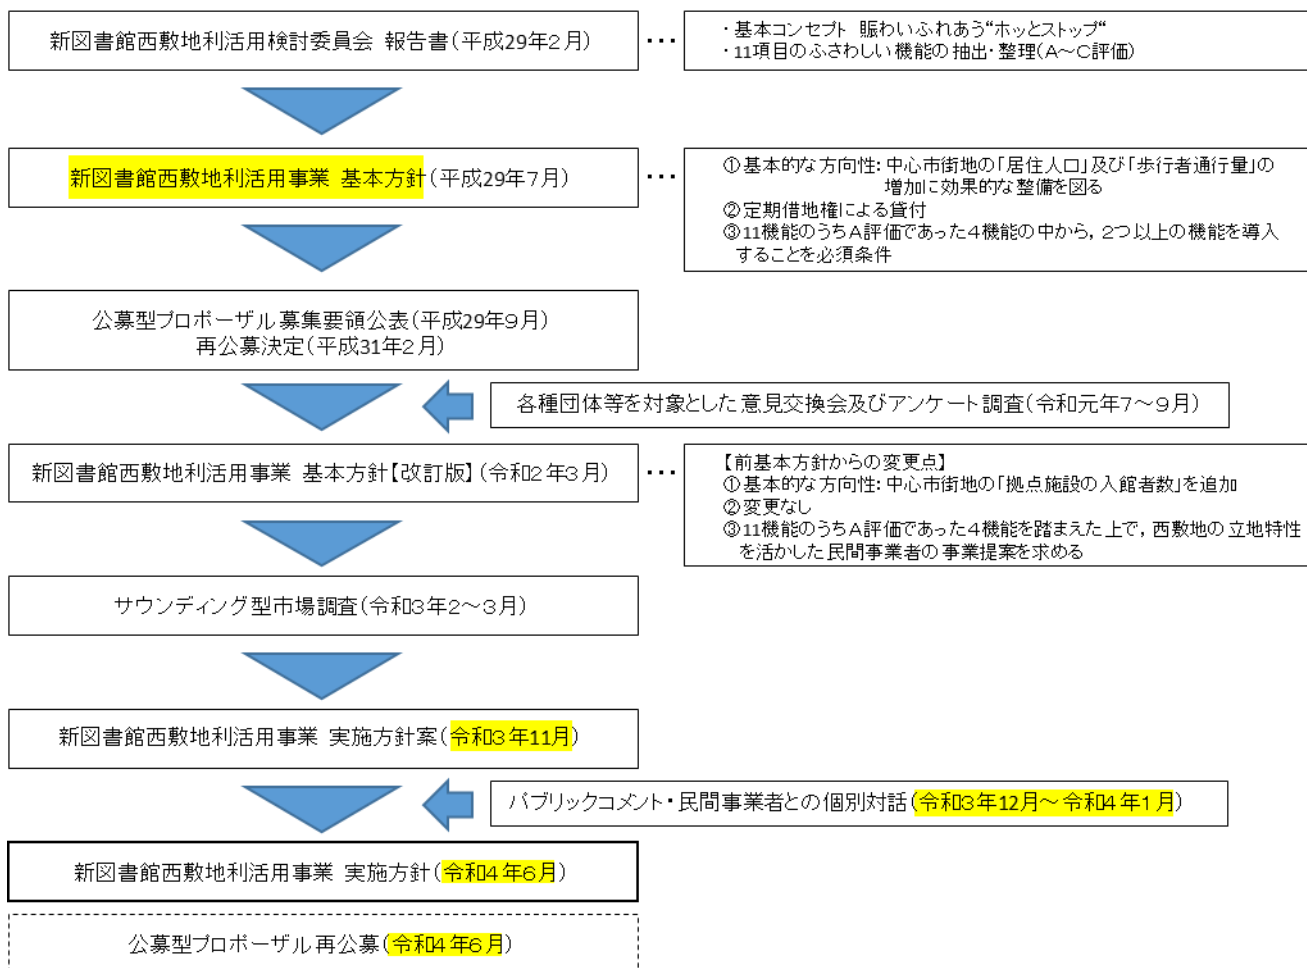 新図書館西敷地利活用検討委員会 報告書(平成29年2月)
・・・
・基本コンセプト 賑わいふれあう“ホッとストップ“
・11項目のふさわしい機能の抽出・整理(A～C評価)
新図書館西敷地利活用事業 基本方針(平成29年7月)
・・・
①基本的な方向性：中心市街地の「居住人口」及び「歩行者通行量」の
増加に効果的な整備を図る
②定期借地権による貸付
③11機能のうちA評価であった4機能の中から，2つ以上の機能を導入
することを必須条件
公募型プロポーザル募集要領公表(平成29年9月)
再公募決定(平成31年2月)
各種団体等を対象とした意見交換会及びアンケート調査(令和元年7～9月)
新図書館西敷地利活用事業 基本方針【改訂版】(令和2年3月)
・・・
【前基本方針からの変更点】
①基本的な方向性：中心市街地の「拠点施設の入館者数」を追加
②変更なし
③11機能のうちA評価であった4機能を踏まえた上で，西敷地の立地特性
を活かした民間事業者の事業提案を求める
サウンディング型市場調査(令和3年2～3月)
新図書館西敷地利活用事業 実施方針案(令和3年11月)
パブリックコメント・民間事業者との個別対話(令和3年12月～令和4年1月)
新図書館西敷地利活用事業 実施方針(令和4年6月)
公募型プロポーザル再公募(令和4年6月)